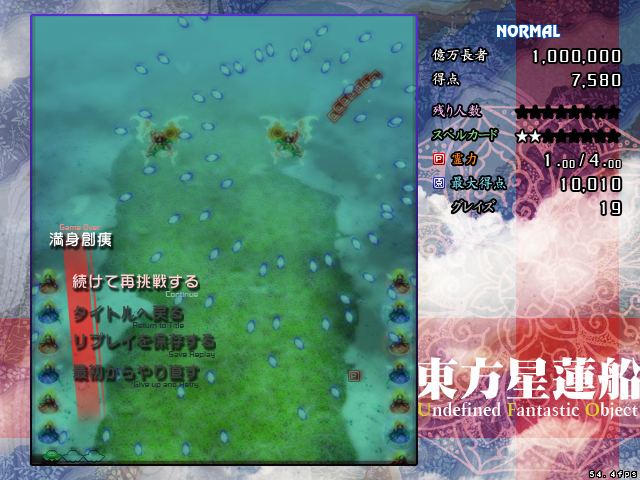 NORMAL
億万長者 1,000,000
得点 7,580
残り人数
スペルカード
P 霊力 1.00/4.00
最大得点 10,010
グレイズ 19
Game Over
満身創痍
続けて再挑戦する
Continue
タイトルへ戻る
Return to Title
リプレイを保存する
Save Replay
最初からやり直す
Give up and Retry
P
東方星蓮船
Undefined Fantastic Object
54.4fps